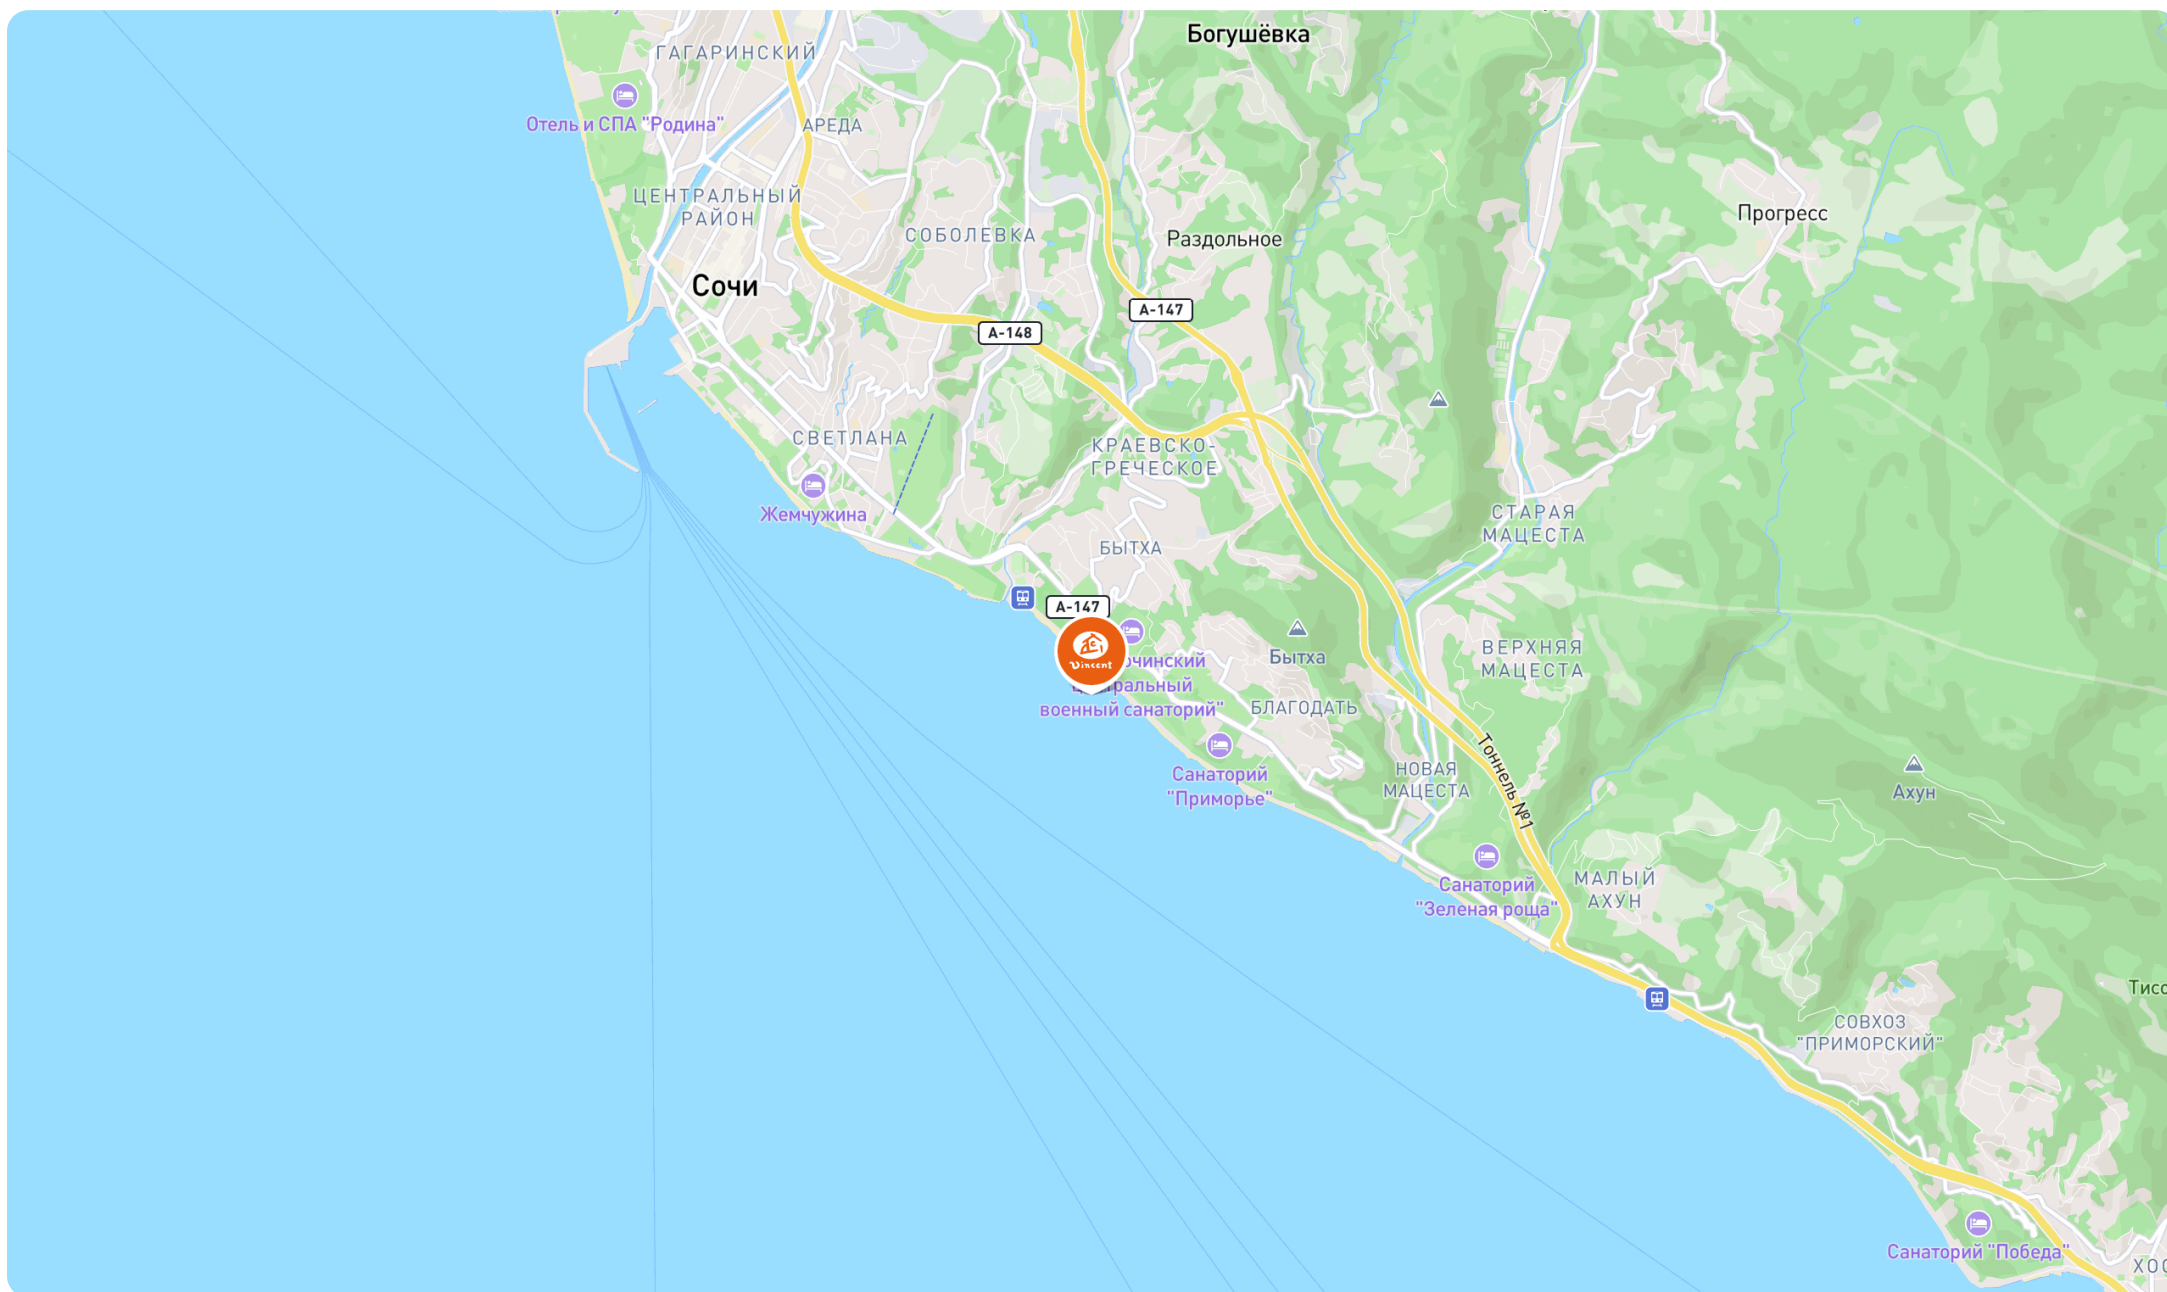 Богушёвка
ГАГАРИНСКИЙ
Отель и СПА "Родина"
АРЕДА
ЦЕНТРАЛЬНЫЙ
РАЙОН
СОБОЛЕВКА
Раздольное
Прогресс
Сочи
А-147
А-148
СВЕТЛАНА
КРАЕВСКО-
ГРЕЧЕСКОЕ
Жемчужина
СТАРАЯ
МАЦЕСТА
БЫТХА
А-147
Vincent
военный санаторий"
Бытха
ВЕРХНЯЯ
МАЦЕСТА
БЛАГОДАТЬ
Санаторий
"Приморье"
НОВАЯ
МАЦЕСТА
Тоннель №1
Ахун
Санаторий
"Зеленая роща"
МАЛЫЙ
АХУН
СОВХОЗ
"ПРИМОРСКИЙ"
Санаторий "Победа"